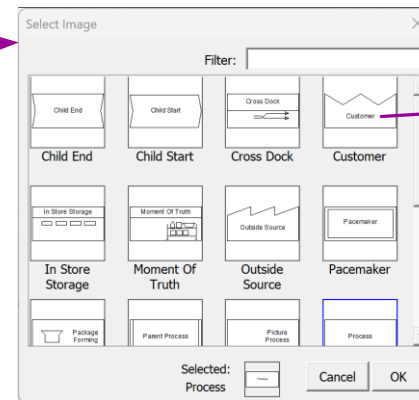 Select Image
Filter:
Child End
Child Start
Cross Dock
Customer
Child End
Child Start
Cross Dock
Customer
In Store Storage
Moment Of Truth
Outside Source
Pacemaker
In Store
Storage
Moment Of
Truth
Outside
Source
Pacemaker
Package
Forming
Parent Process
Picture
Process
Process
Selected:
Process
Process
Cancel
OK